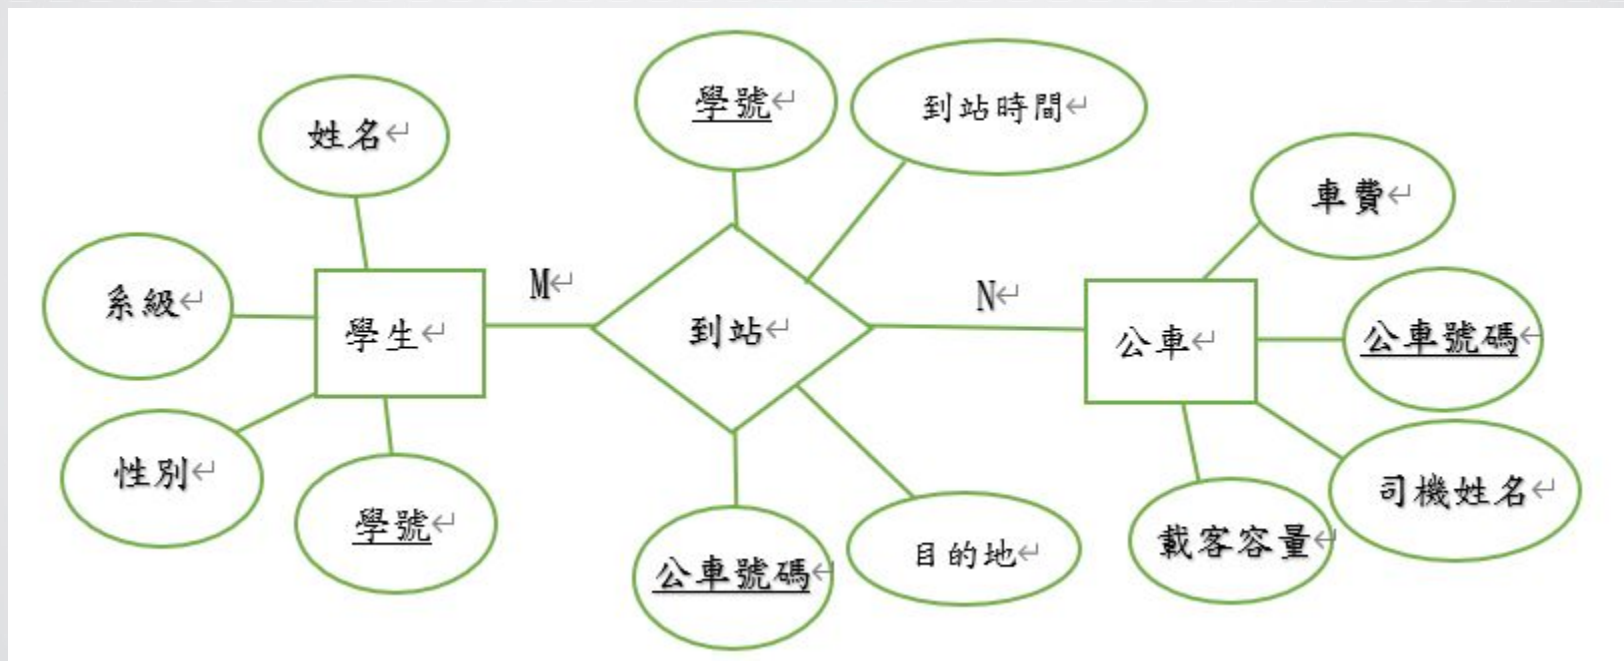 學號
到站時間
姓名
車費
系級
M
N
學生
到站
公車
公車號碼
性別
學號
司機姓名
載客容量
目的地
公車號碼